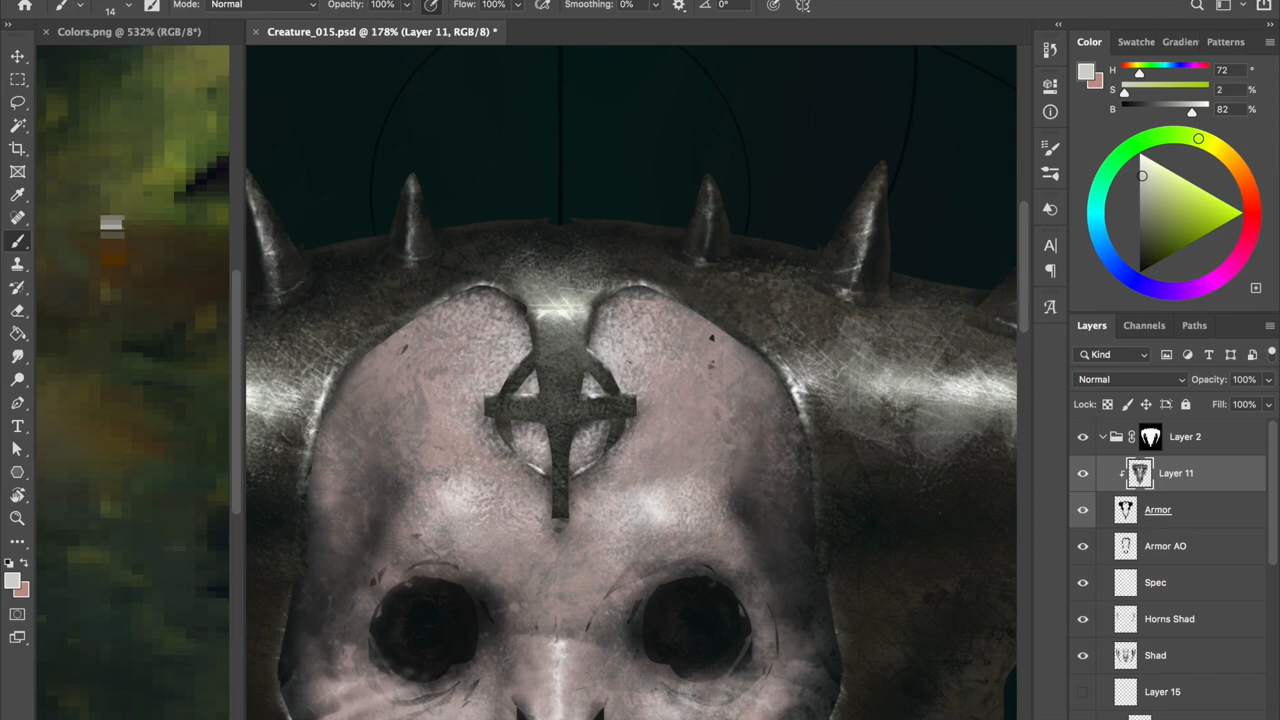 14 Mode: Normal Opacity: 100% Flow: 100% Smoothing: 0% 0°
× Colors.png @ 532% (RGB/8*) × Creature_015.psd @ 178% (Layer 11, RGB/8) *
Color Swatche Gradien Patterns
H 72 °
S 2 %
B 82 %
Layers Channels Paths
Kind
Normal Opacity: 100%
Lock: Fill: 100%
Layer 2
Layer 11
Armor
Armor AO
Spec
Horns Shad
Shad
Layer 15